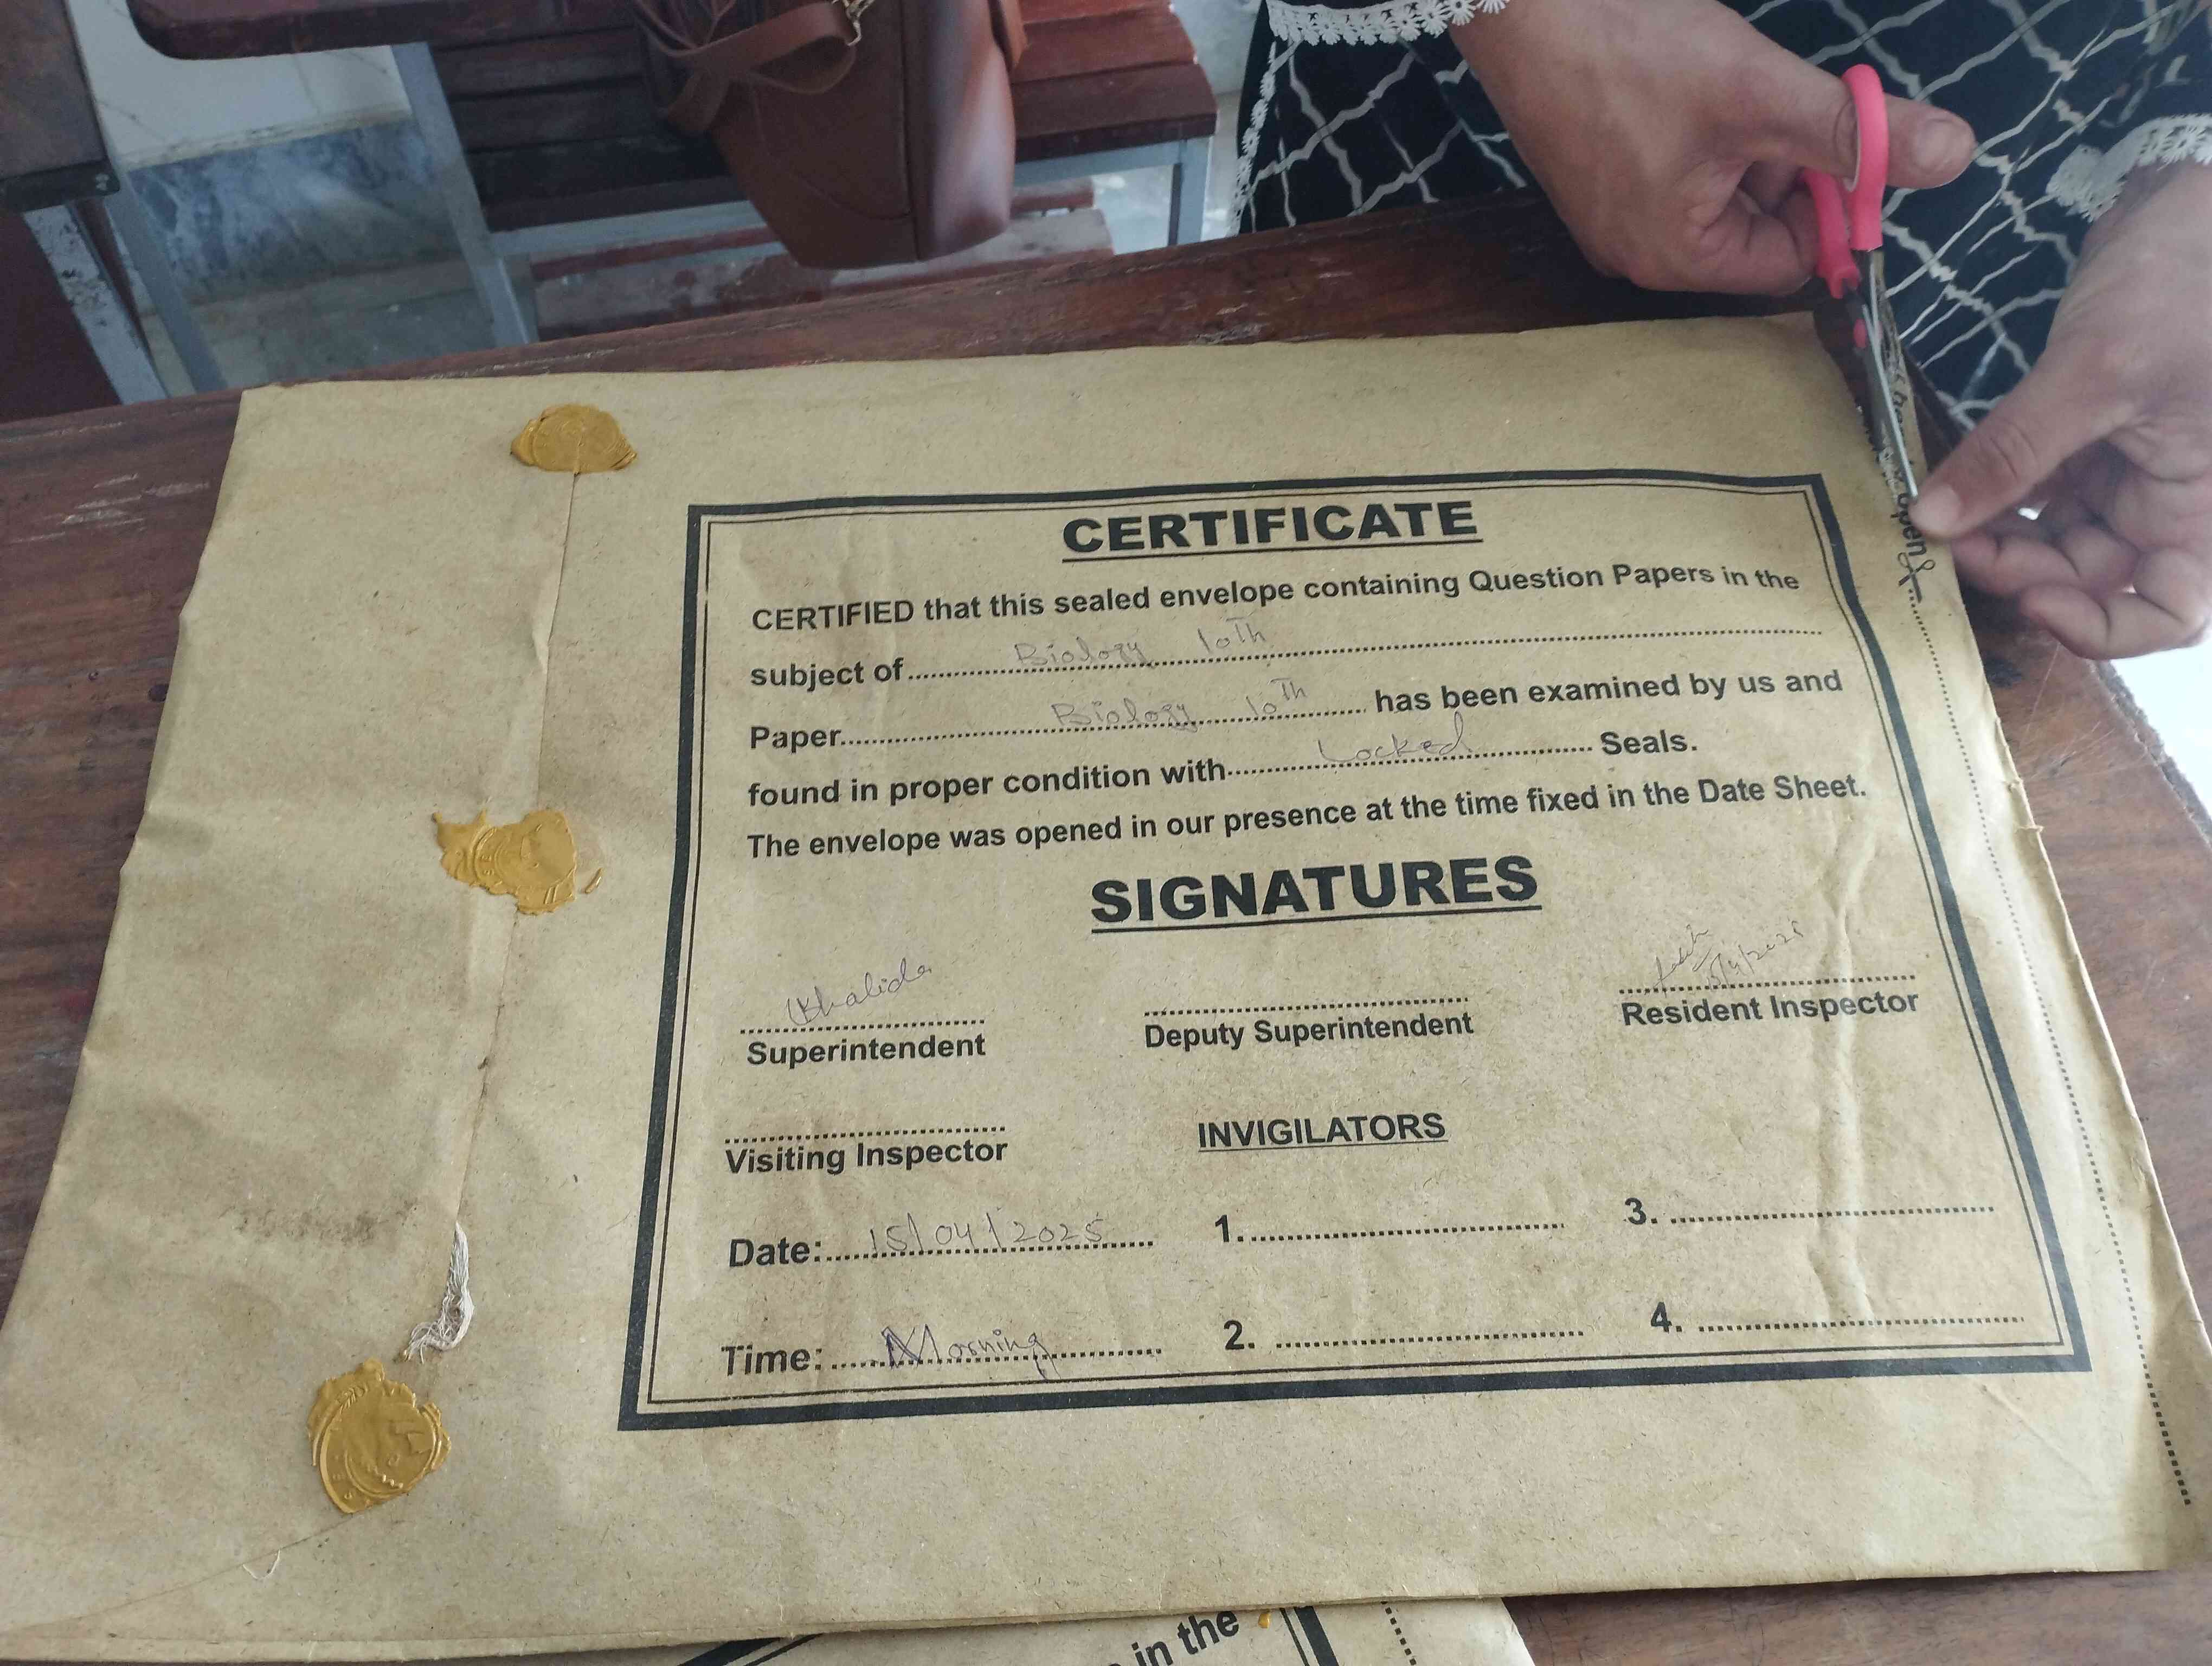 CERTIFICATE
CERTIFIED that this sealed envelope containing Question Papers in the
subject of Biology 10Th
Paper Biology 10Th has been examined by us and
found in proper condition with Locked Seals.
The envelope was opened in our presence at the time fixed in the Date Sheet.
SIGNATURES
Khalida
Superintendent
Deputy Superintendent
Resident Inspector
Visiting Inspector
INVIGILATORS
Date: 15/04/2025
1.
3.
Time: Morning
2.
4.
open
in the